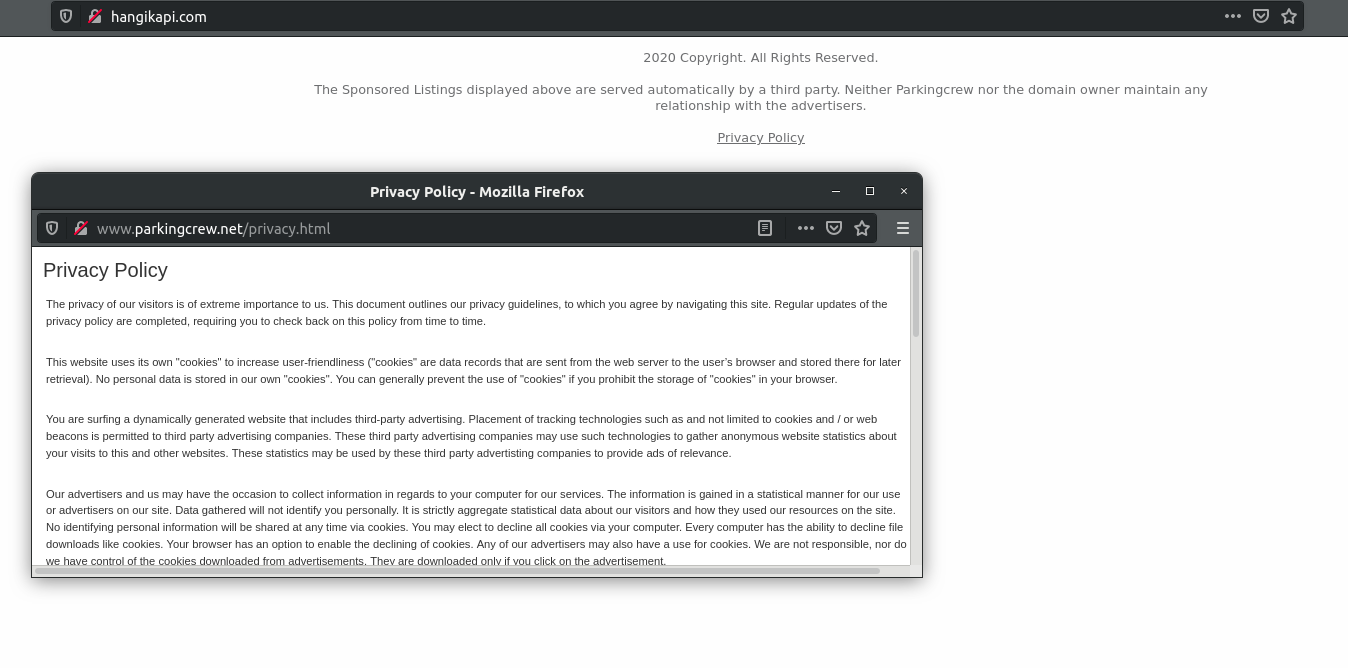 hangikapi.com
2020 Copyright. All Rights Reserved.
The Sponsored Listings displayed above are served automatically by a third party. Neither Parkingcrew nor the domain owner maintain any
relationship with the advertisers.
Privacy Policy
Privacy Policy - Mozilla Firefox
www.parkingcrew.net/privacy.html
Privacy Policy
The privacy of our visitors is of extreme importance to us. This document outlines our privacy guidelines, to which you agree by navigating this site. Regular updates of the
privacy policy are completed, requiring you to check back on this policy from time to time.
This website uses its own "cookies" to increase user-friendliness ("cookies" are data records that are sent from the web server to the user's browser and stored there for later
retrieval). No personal data is stored in our own "cookies". You can generally prevent the use of "cookies" if you prohibit the storage of "cookies" in your browser.
You are surfing a dynamically generated website that includes third-party advertising. Placement of tracking technologies such as and not limited to cookies and / or web
beacons is permitted to third party advertising companies. These third party advertising companies may use such technologies to gather anonymous website statistics about
your visits to this and other websites. These statistics may be used by these third party advertisting companies to provide ads of relevance.
Our advertisers and us may have the occasion to collect information in regards to your computer for our services. The information is gained in a statistical manner for our use
or advertisers on our site. Data gathered will not identify you personally. It is strictly aggregate statistical data about our visitors and how they used our resources on the site.
No identifying personal information will be shared at any time via cookies. You may elect to decline all cookies via your computer. Every computer has the ability to decline file
downloads like cookies. Your browser has an option to enable the declining of cookies. Any of our advertisers may also have a use for cookies. We are not responsible, nor do
we have control of the cookies downloaded from advertisements. They are downloaded only if you click on the advertisement.